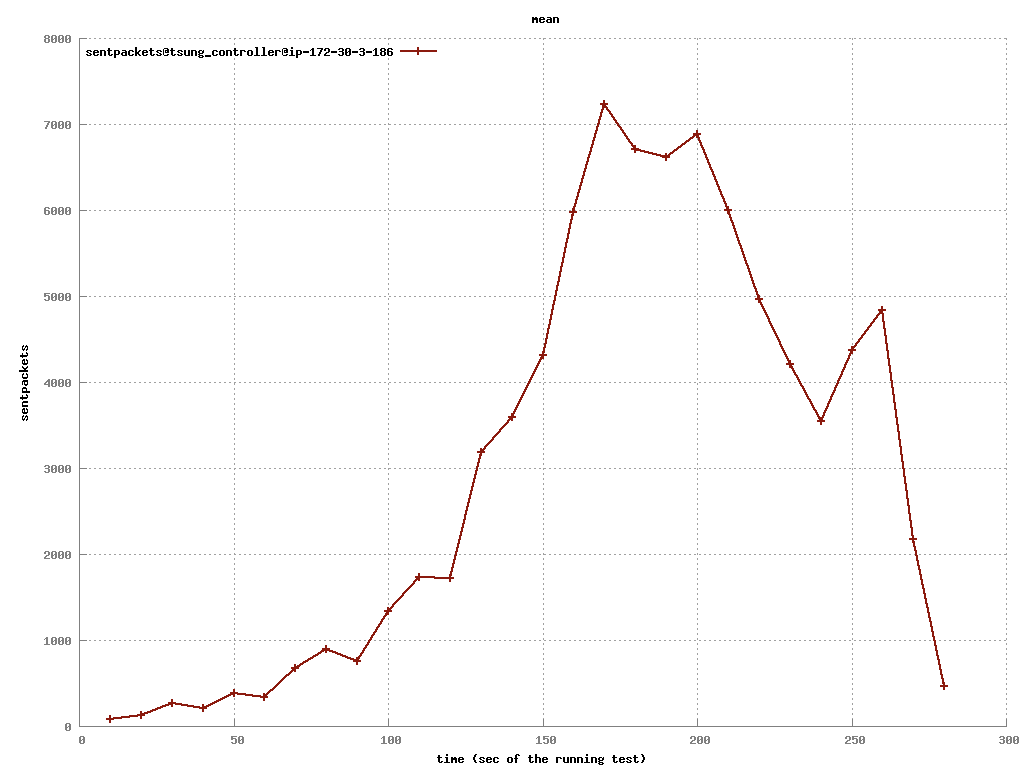 mean
8000
sentpackets@tsung_controller@ip-172-30-3-186
7000
6000
5000
4000
3000
2000
1000
0
sentpackets
0 50 100 150 200 250 300
time (sec of the running test)